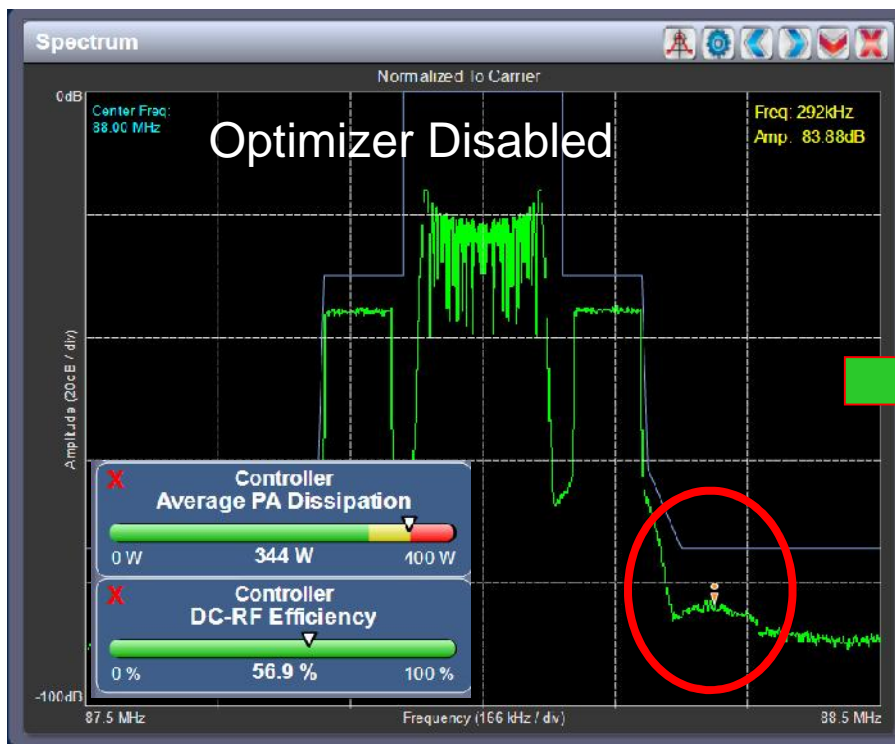 Spectrum
Normalized To Carrier
0dB
Center Freq:
88.00 MHz
Optimizer Disabled
Freq: 292kHz
Amp. 83.88dB
Amplitude (20dB / div)
X
Controller
Average PA Dissipation
0 W
344 W
400 W
X
Controller
DC-RF Efficiency
0 %
56.9 %
100 %
-100dB
87.5 MHz
Frequency (166 kHz / div)
88.5 MHz